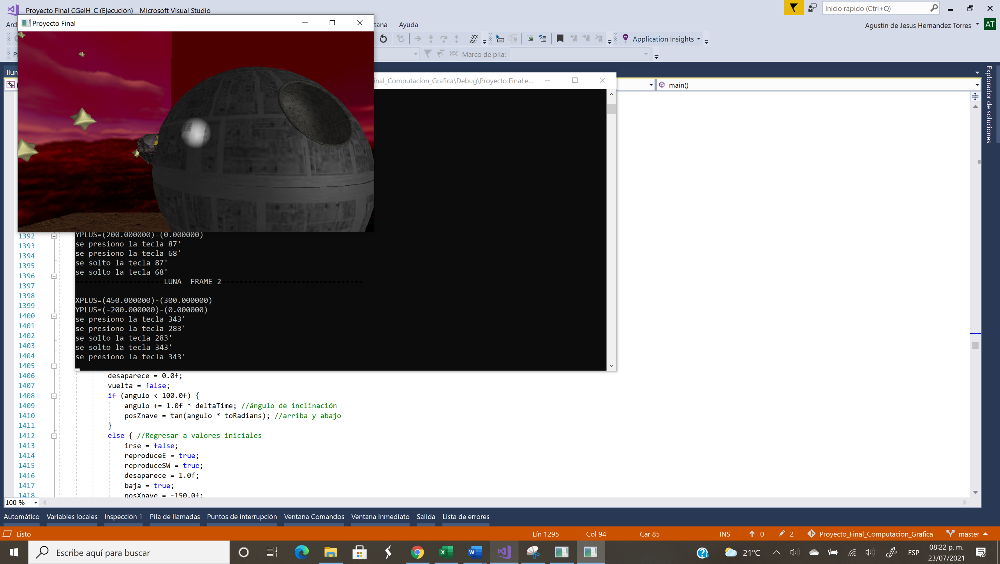 Proyecto Final CGeIH-C (Ejecución) - Microsoft Visual Studio
Inicio rápido (Ctrl+Q)
Proyecto Final
Arch
tana
Ayuda
Agustin de Jesus Hernandez Torres
AT
Application Insights
Marco de pila:
Ilum
inal_Computacion_Grafica\Debug\Proyecto Final.e...
main()
Explorador de soluciones
YPLUS=(200.000000)-(0.000000)
se presiono la tecla 87'
se presiono la tecla 68'
se solto la tecla 87'
se solto la tecla 68'
--------------------LUNA  FRAME 2--------------------------------
XPLUS=(450.000000)-(300.000000)
YPLUS=(-200.000000)-(0.000000)
se presiono la tecla 343'
se presiono la tecla 283'
se solto la tecla 283'
se solto la tecla 343'
se presiono la tecla 343'
1392
1393
1394
1395
1396
1397
1398
1399
1400
1401
1402
1403
1404
1405
1406 desaparece = 0.0f;
1407 vuelta = false;
1408 if (angulo < 100.0f) {
1409 angulo += 1.0f * deltaTime; //ángulo de inclinación
1410 posZnave = tan(angulo * toRadians); //arriba y abajo
1411 }
1412 else { //Regresar a valores iniciales
1413 irse = false;
1414 reproduceE = true;
1415 reproduceSW = true;
1416 desaparece = 1.0f;
1417 baja = true;
1418 posXnave = -150.0f;
100 %
Automático Variables locales Inspección 1 Pila de llamadas Puntos de interrupción Ventana Comandos Ventana Inmediato Salida Lista de errores
Listo Lín 1295 Col 94 Car 85 INS 0 2 Proyecto_Final_Computacion_Grafica master
Escribe aquí para buscar
21°C
ESP
08:22 p. m.
23/07/2021